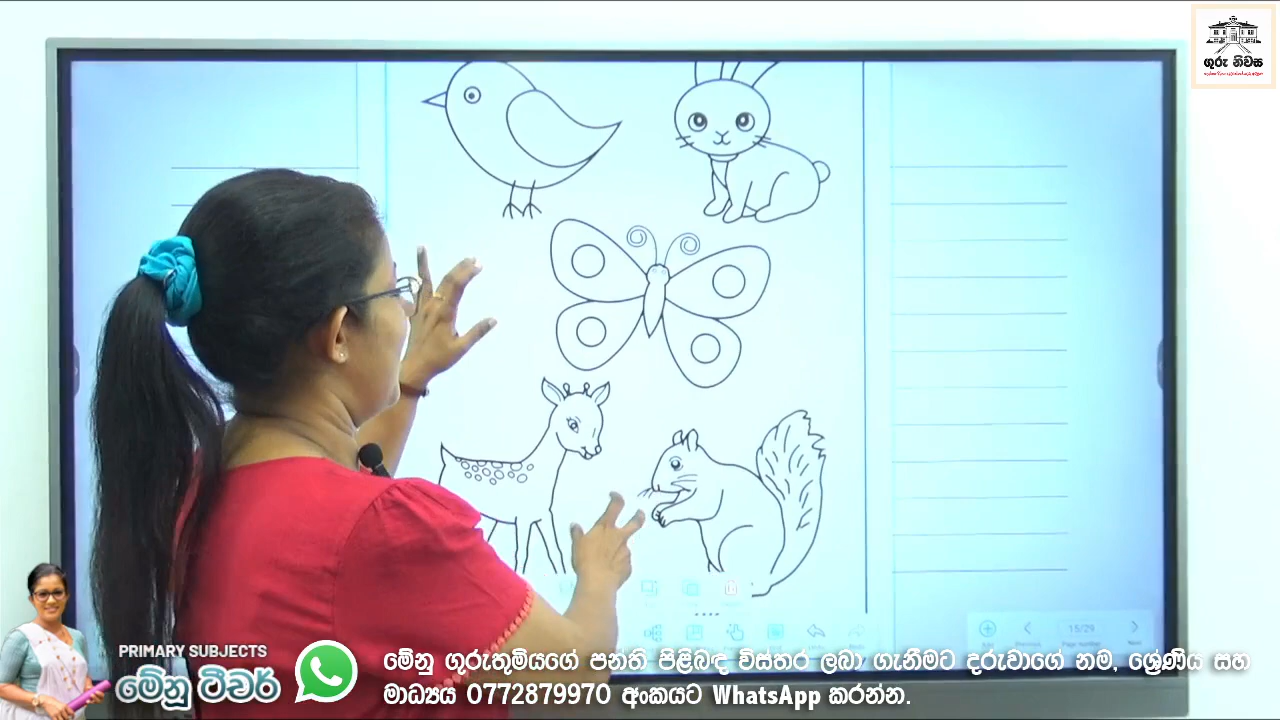 ගුරු නිවස
15/29
PRIMARY SUBJECTS
මේනු ටීචර්
මේනු ගුරුතුමියගේ පන්ති පිළිබඳ විස්තර ලබා ගැනීමට දරුවාගේ නම, ශ්‍රේණිය සහ
මාධ්‍යය 0772879970 අංකයට WhatsApp කරන්න.